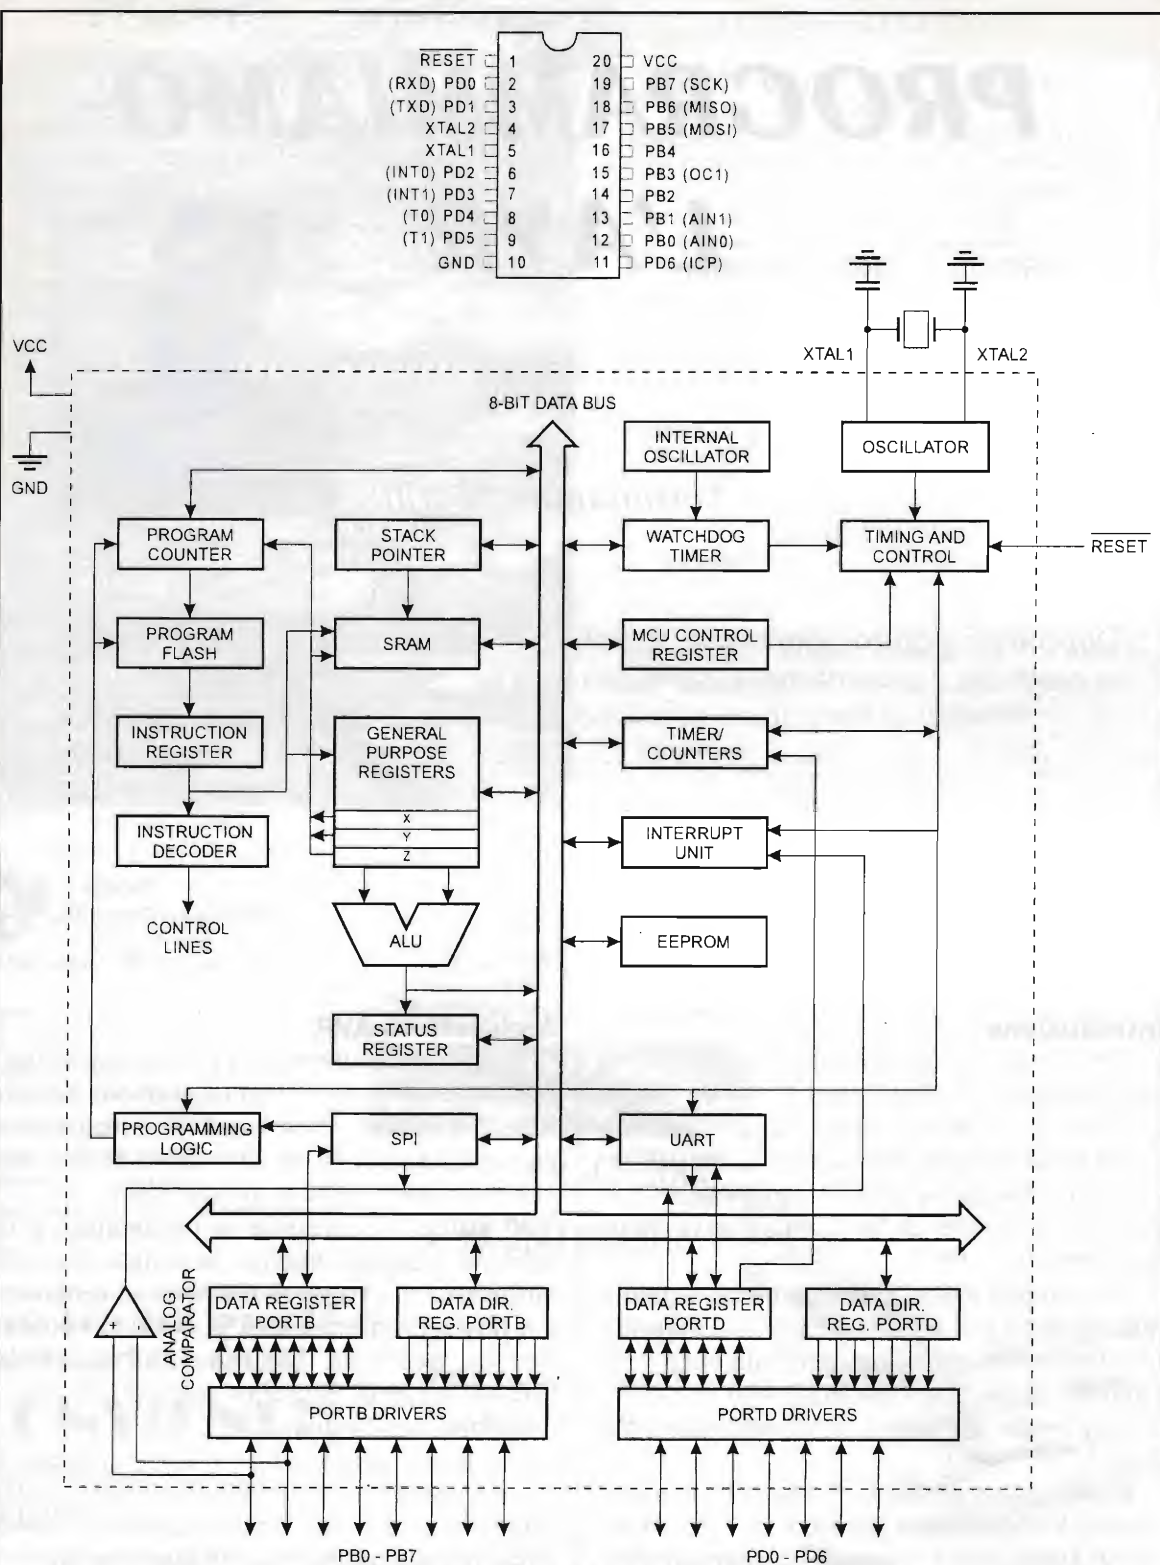 RESET 1 20 VCC
(RXD) PD0 2 19 PB7 (SCK)
(TXD) PD1 3 18 PB6 (MISO)
XTAL2 4 17 PB5 (MOSI)
XTAL1 5 16 PB4
(INT0) PD2 6 15 PB3 (OC1)
(INT1) PD3 7 14 PB2
(T0) PD4 8 13 PB1 (AIN1)
(T1) PD5 9 12 PB0 (AIN0)
GND 10 11 PD6 (ICP)
VCC
GND
XTAL1 XTAL2
8-BIT DATA BUS
INTERNAL
OSCILLATOR
OSCILLATOR
PROGRAM
COUNTER
STACK
POINTER
WATCHDOG
TIMER
TIMING AND
CONTROL
RESET
PROGRAM
FLASH
SRAM
MCU CONTROL
REGISTER
INSTRUCTION
REGISTER
GENERAL
PURPOSE
REGISTERS
X
Y
Z
TIMER/
COUNTERS
INSTRUCTION
DECODER
INTERRUPT
UNIT
CONTROL
LINES
ALU
EEPROM
STATUS
REGISTER
PROGRAMMING
LOGIC
SPI
UART
ANALOG
COMPARATOR
+
-
DATA REGISTER
PORTB
DATA DIR.
REG. PORTB
DATA REGISTER
PORTD
DATA DIR.
REG. PORTD
PORTB DRIVERS
PORTD DRIVERS
PB0 - PB7
PD0 - PD6